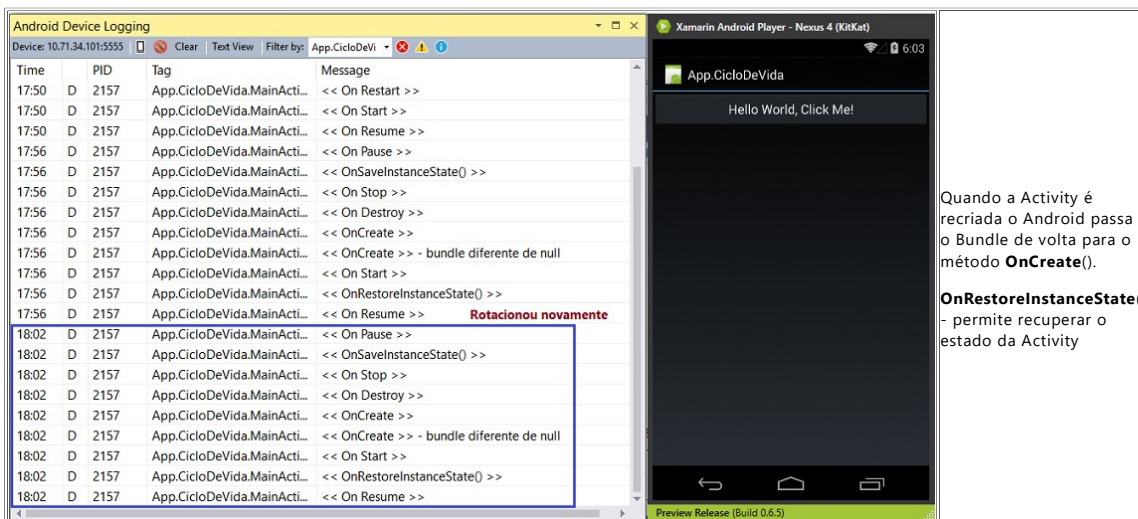 Android Device Logging
Device: 10.71.34.101:5555 Clear Text View Filter by: App.CicloDeVi
Time PID Tag Message
17:50 D 2157 App.CicloDeVida.MainActi... << On Restart >>
17:50 D 2157 App.CicloDeVida.MainActi... << On Start >>
17:50 D 2157 App.CicloDeVida.MainActi... << On Resume >>
17:56 D 2157 App.CicloDeVida.MainActi... << On Pause >>
17:56 D 2157 App.CicloDeVida.MainActi... << OnSaveInstanceState() >>
17:56 D 2157 App.CicloDeVida.MainActi... << On Stop >>
17:56 D 2157 App.CicloDeVida.MainActi... << On Destroy >>
17:56 D 2157 App.CicloDeVida.MainActi... << OnCreate >>
17:56 D 2157 App.CicloDeVida.MainActi... << OnCreate >> - bundle diferente de null
17:56 D 2157 App.CicloDeVida.MainActi... << On Start >>
17:56 D 2157 App.CicloDeVida.MainActi... << OnRestoreInstanceState() >>
17:56 D 2157 App.CicloDeVida.MainActi... << On Resume >> Rotacionou novamente
18:02 D 2157 App.CicloDeVida.MainActi... << On Pause >>
18:02 D 2157 App.CicloDeVida.MainActi... << OnSaveInstanceState() >>
18:02 D 2157 App.CicloDeVida.MainActi... << On Stop >>
18:02 D 2157 App.CicloDeVida.MainActi... << On Destroy >>
18:02 D 2157 App.CicloDeVida.MainActi... << OnCreate >>
18:02 D 2157 App.CicloDeVida.MainActi... << OnCreate >> - bundle diferente de null
18:02 D 2157 App.CicloDeVida.MainActi... << On Start >>
18:02 D 2157 App.CicloDeVida.MainActi... << OnRestoreInstanceState() >>
18:02 D 2157 App.CicloDeVida.MainActi... << On Resume >>
Xamarin Android Player - Nexus 4 (KitKat)
6:03
App.CicloDeVida
Hello World, Click Me!
Preview Release (Build 0.6.5)
Quando a Activity é
recriada o Android passa
o Bundle de volta para o
método OnCreate().
OnRestoreInstanceState(
- permite recuperar o
estado da Activity